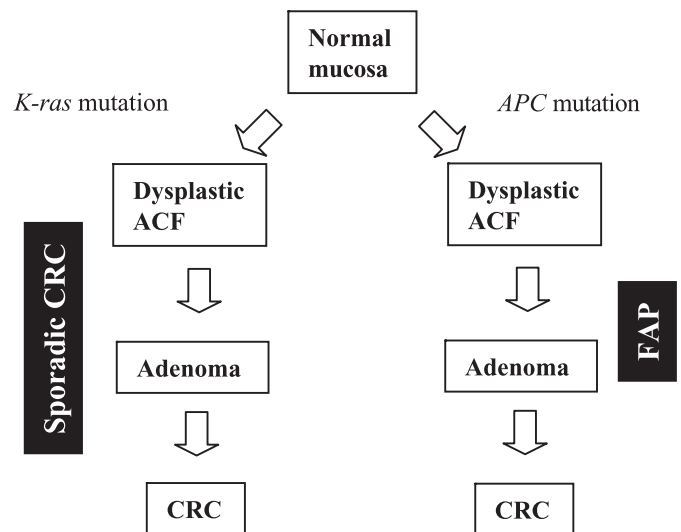 Normal
mucosa
K-ras mutation
APC mutation
Dysplastic
ACF
Dysplastic
ACF
Sporadic CRC
FAP
Adenoma
Adenoma
CRC
CRC